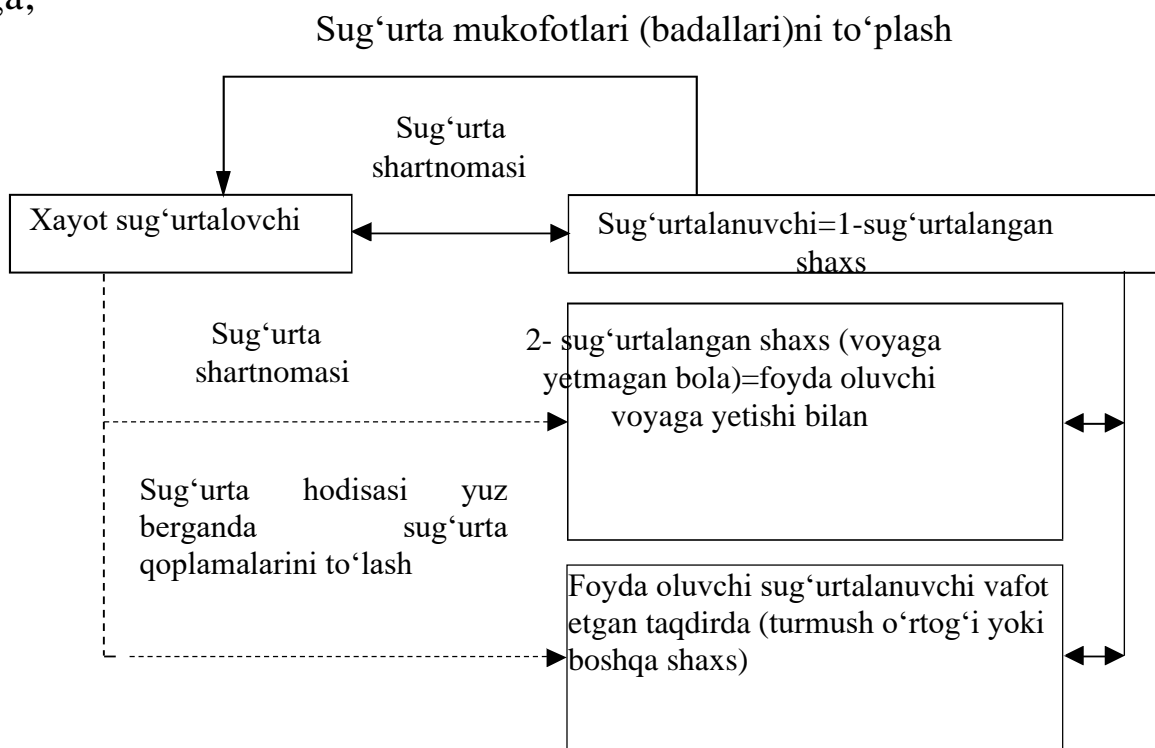 ga,
Sug‘urta mukofotlari (badallari)ni to‘plash
Sug‘urta
shartnomasi
Xayot sug‘urtalovchi
Sug‘urtalanuvchi=1-sug‘urtalangan
shaxs
Sug‘urta
shartnomasi
2- sug‘urtalangan shaxs (voyaga
yetmagan bola)=foyda oluvchi
voyaga yetishi bilan
Sug‘urta hodisasi yuz
berganda sug‘urta
qoplamalarini to‘lash
Foyda oluvchi sug‘urtalanuvchi vafot
etgan taqdirda (turmush o‘rtog‘i yoki
boshqa shaxs)